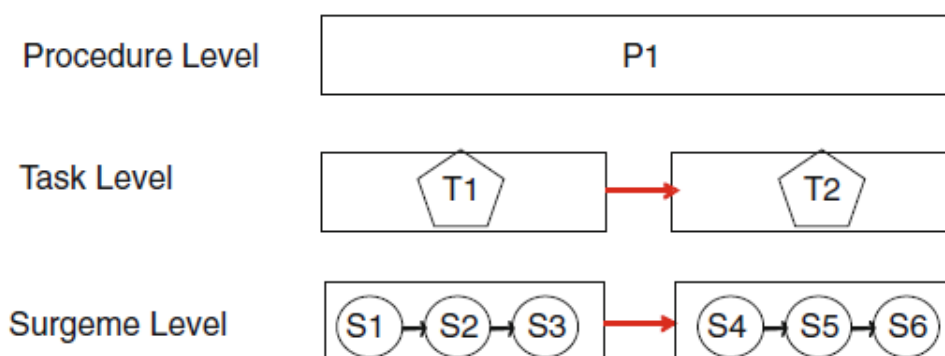 Procedure Level P1
Task Level T1 T2
Surgeme Level S1 S2 S3 S4 S5 S6